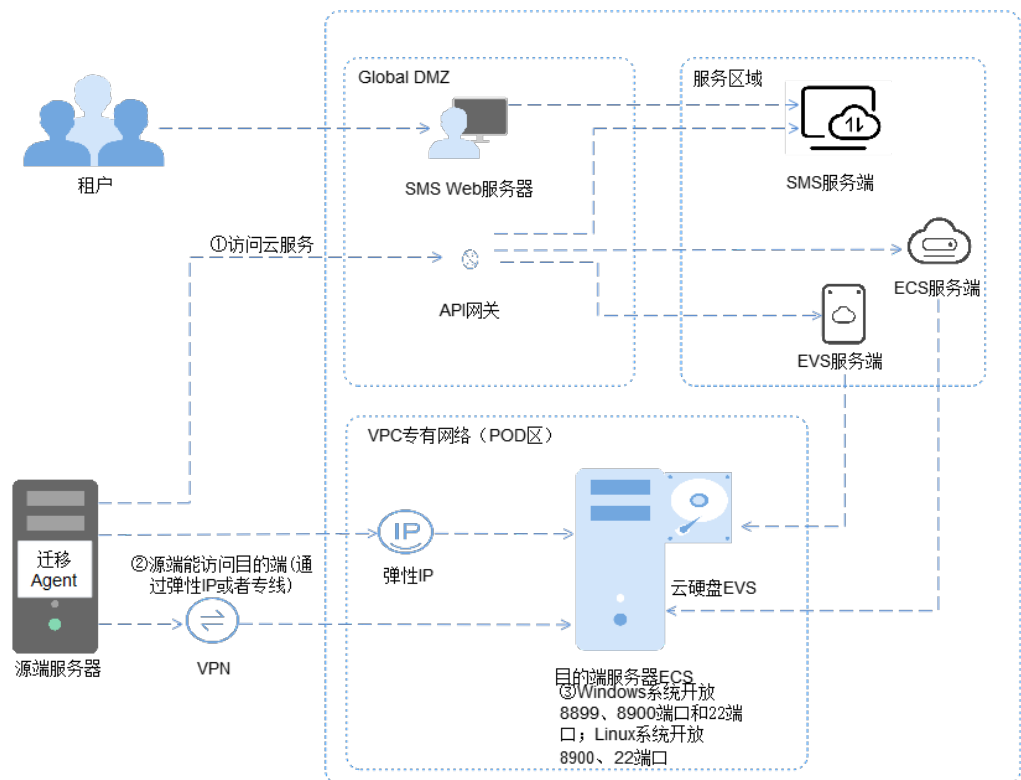 Global DMZ
服务区域
租户
SMS Web服务器
SMS服务端
①访问云服务
API网关
ECS服务端
EVS服务端
VPC专有网络（POD区）
迁移
Agent
IP
弹性IP
②源端能访问目的端(通
过弹性IP或者专线)
云硬盘EVS
源端服务器
VPN
目的端服务器ECS
③Windows系统开放
8899、8900端口和22端
口；Linux系统开放
8900、22端口